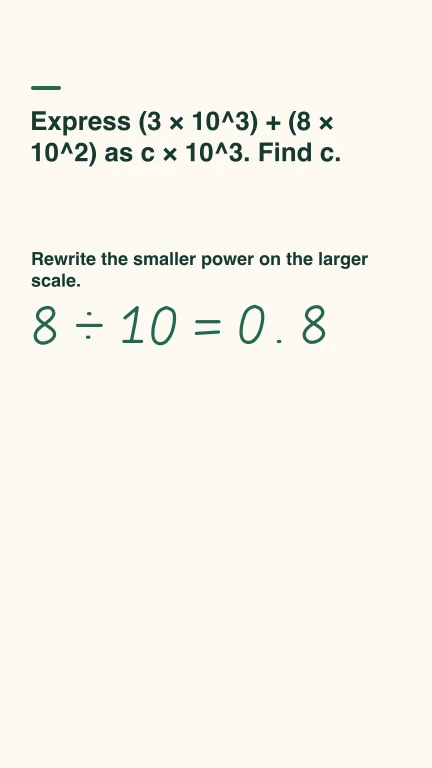 Express (3 × 10^3) + (8 ×
10^2) as c × 10^3. Find c.
Rewrite the smaller power on the larger
scale.
8 ÷ 10 = 0.8